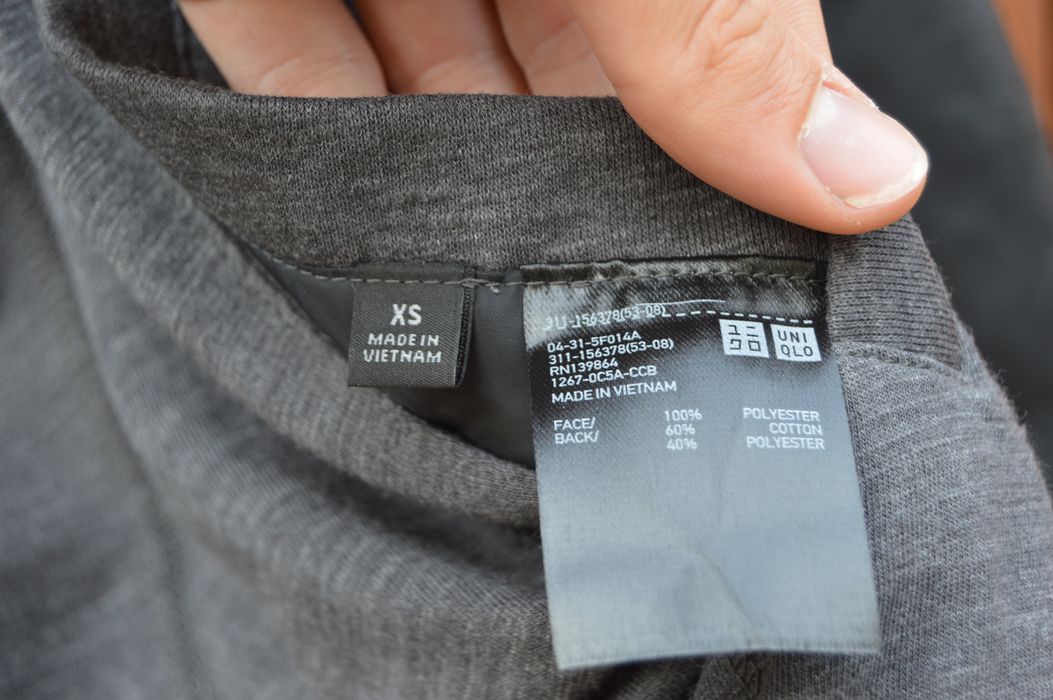 XS
MADE IN
VIETNAM
311-156378(53-08)
04-31-5F014A
311-156378(53-08)
RN139864
1267-0C5A-CCB
MADE IN VIETNAM
ユニ
クロ
UNI
QLO
FACE/ 100% POLYESTER
BACK/ 60% COTTON
40% POLYESTER